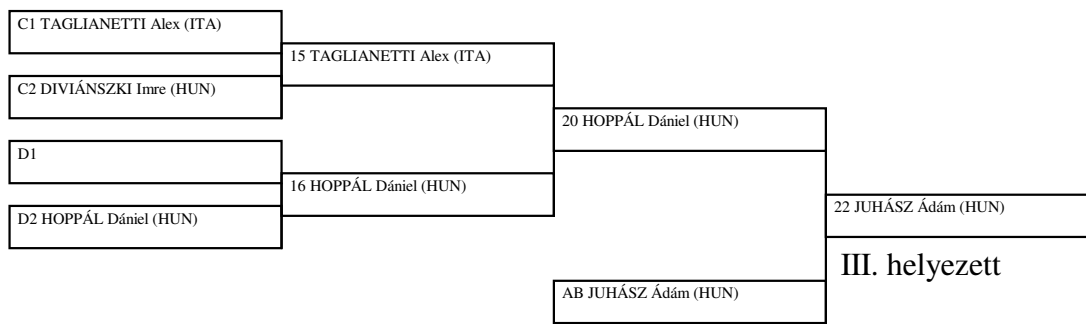 C1 TAGLIANETTI Alex (ITA)
15 TAGLIANETTI Alex (ITA)
C2 DIVIÁNSZKI Imre (HUN)
20 HOPPÁL Dániel (HUN)
D1
16 HOPPÁL Dániel (HUN)
D2 HOPPÁL Dániel (HUN)
22 JUHÁSZ Ádám (HUN)
III. helyezett
AB JUHÁSZ Ádám (HUN)